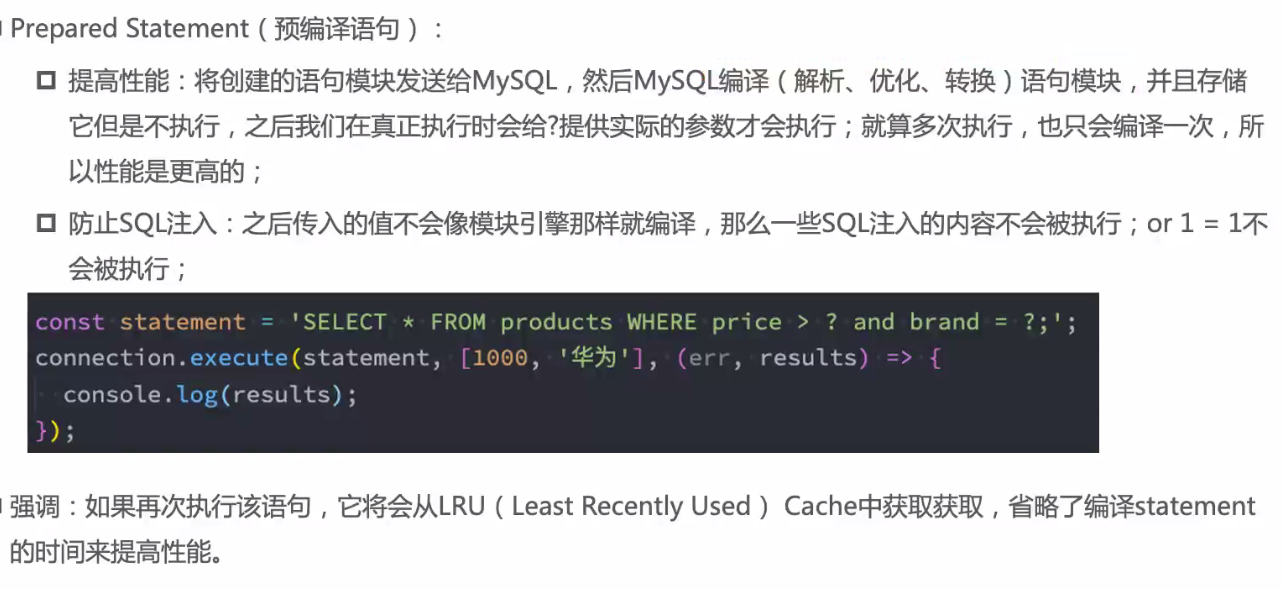 Prepared Statement（预编译语句）：
提高性能：将创建的语句模块发送给MySQL，然后MySQL编译（解析、优化、转换）语句模块，并且存储
它但是不执行，之后我们在真正执行时会给?提供实际的参数才会执行；就算多次执行，也只会编译一次，所
以性能是更高的；
防止SQL注入：之后传入的值不会像模块引擎那样就编译，那么一些SQL注入的内容不会被执行；or 1 = 1不
会被执行；
const statement = 'SELECT * FROM products WHERE price > ? and brand = ?;';
connection.execute(statement, [1000, '华为'], (err, results) => {
  console.log(results);
});
强调：如果再次执行该语句，它将会从LRU（Least Recently Used） Cache中获取获取，省略了编译statement
的时间来提高性能。